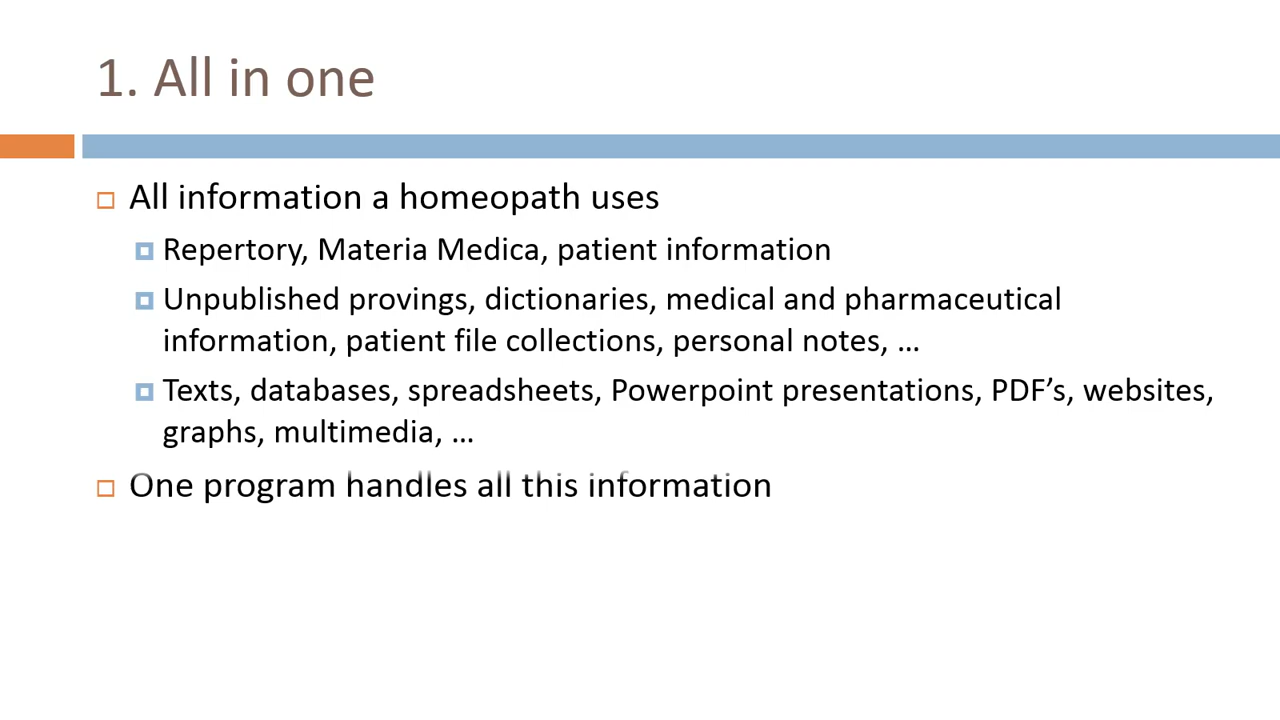 1. All in one
All information a homeopath uses
Repertory, Materia Medica, patient information
Unpublished provings, dictionaries, medical and pharmaceutical
information, patient file collections, personal notes, …
Texts, databases, spreadsheets, Powerpoint presentations, PDF’s, websites,
graphs, multimedia, …
One program handles all this information